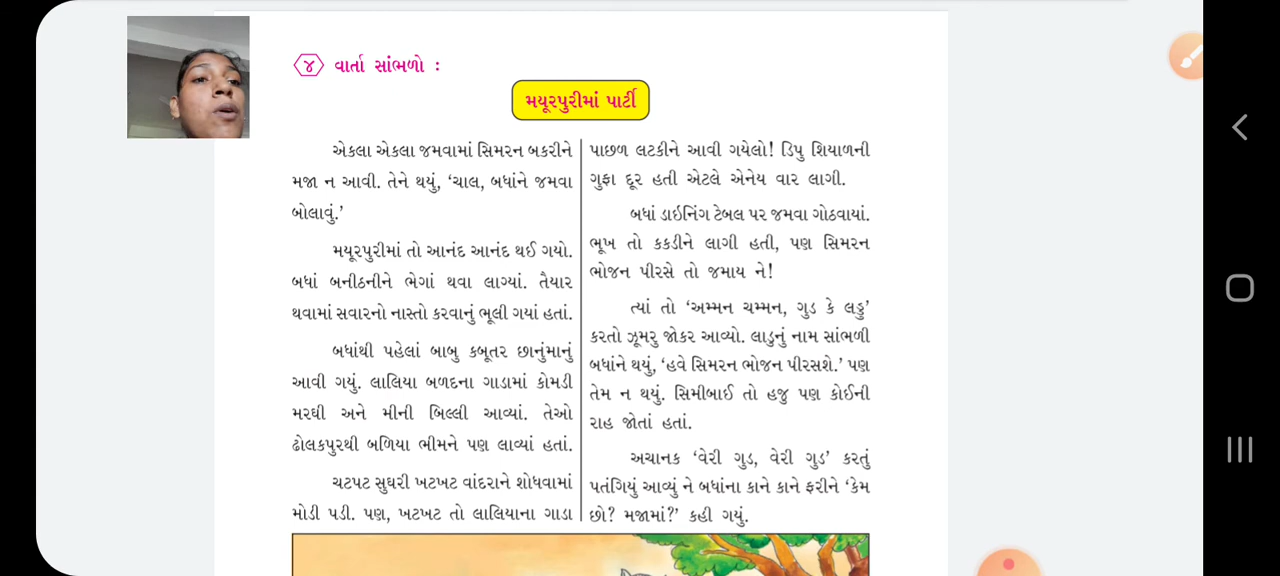 ૪ વાર્તા સાંભળો :
મયૂરપુરીમાં પાર્ટી
એકલા એકલા જમવામાં સિમરન બકરીને
મજા ન આવી. તેને થયું, ‘ચાલ, બધાંને જમવા
બોલાવું.’
મયૂરપુરીમાં તો આનંદ આનંદ થઈ ગયો.
બધાં બનીઠનીને ભેગાં થવા લાગ્યાં. તૈયાર
થવામાં સવારનો નાસ્તો કરવાનું ભૂલી ગયાં હતાં.
બધાંથી પહેલાં બાબુ કબૂતર છાનુંમાનું
આવી ગયું. લાલિયા બળદના ગાડામાં કોમડી
મરઘી અને મીની બિલ્લી આવ્યાં. તેઓ
ઢોલકપુરથી બળિયા ભીમને પણ લાવ્યાં હતાં.
ચટપટ સુઘરી ખટખટ વાંદરાને શોધવામાં
મોડી પડી. પણ, ખટખટ તો લાલિયાના ગાડા
પાછળ લટકીને આવી ગયેલો! ડિપુ શિયાળની
ગુફા દૂર હતી એટલે એનેય વાર લાગી.
બધાં ડાઇનિંગ ટેબલ પર જમવા ગોઠવાયાં.
ભૂખ તો કકડીને લાગી હતી, પણ સિમરન
ભોજન પીરસે તો જમાય ને!
ત્યાં તો ‘અમ્મન ચમ્મન, ગુડ કે લડ્ડુ’
કરતો ઝૂમરુ જોકર આવ્યો. લાડુનું નામ સાંભળી
બધાંને થયું, ‘હવે સિમરન ભોજન પીરસશે.’ પણ
તેમ ન થયું. સિમીબાઈ તો હજુ પણ કોઈની
રાહ જોતાં હતાં.
અચાનક ‘વેરી ગુડ, વેરી ગુડ’ કરતું
પતંગિયું આવ્યું ને બધાંના કાને કાને ફરીને ‘કેમ
છો? મજામાં?’ કહી ગયું.